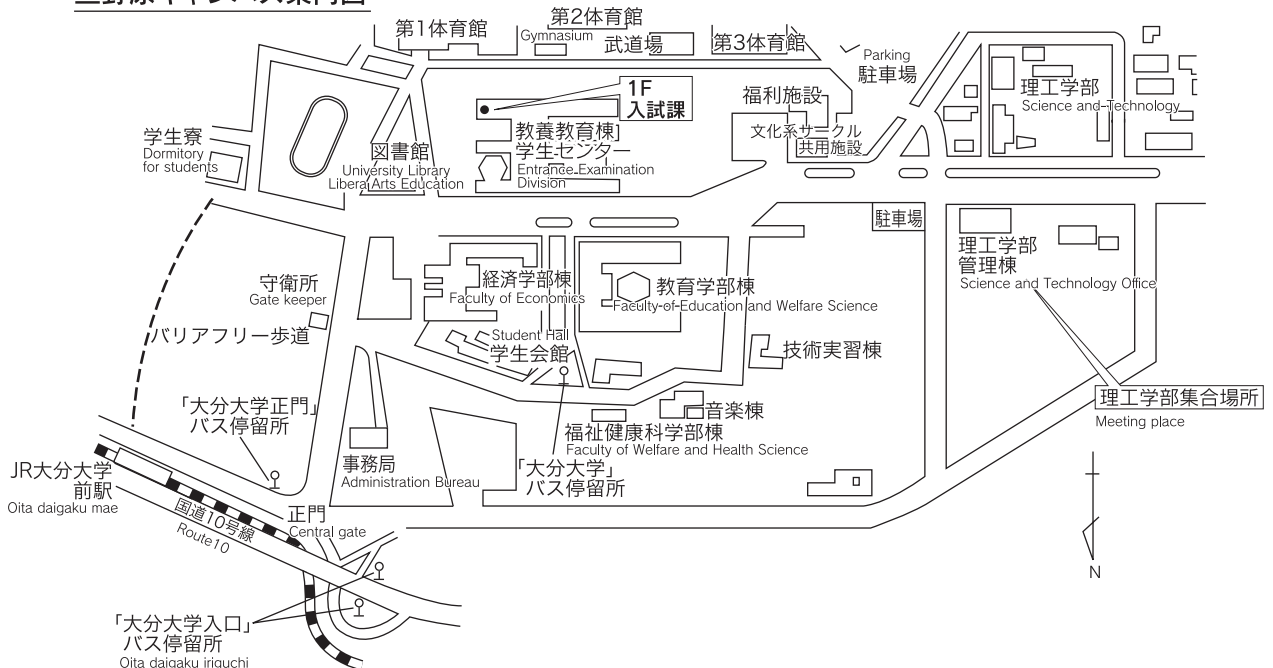 第1体育館
第2体育館
Gymnasium
武道場
第3体育館
Parking
駐車場
1F
入試課
福利施設
理工学部
Science and Technology
学生寮
Dormitory
for students
図書館
University Library
Libera Arts Education
教養教育棟
学生センター
Entrance Examination
Division
文化系サークル
共用施設
駐車場
理工学部
管理棟
Science and Technology Office
守衛所
Gate keeper
経済学部棟
Faculty of Economics
教育学部棟
Faculty of Education and Welfare Science
バリアフリー歩道
Student Hall
学生会館
技術実習棟
理工学部集合場所
Meeting place
「大分大学正門」
バス停留所
音楽棟
福祉健康科学部棟
Faculty of Welfare and Health Science
事務局
Administration Bureau
「大分大学」
バス停留所
JR大分大学
前駅
Oita daigaku mae
国道10号線
Route10
正門
Central gate
N
「大分大学入口」
バス停留所
Oita daigaku iriguchi